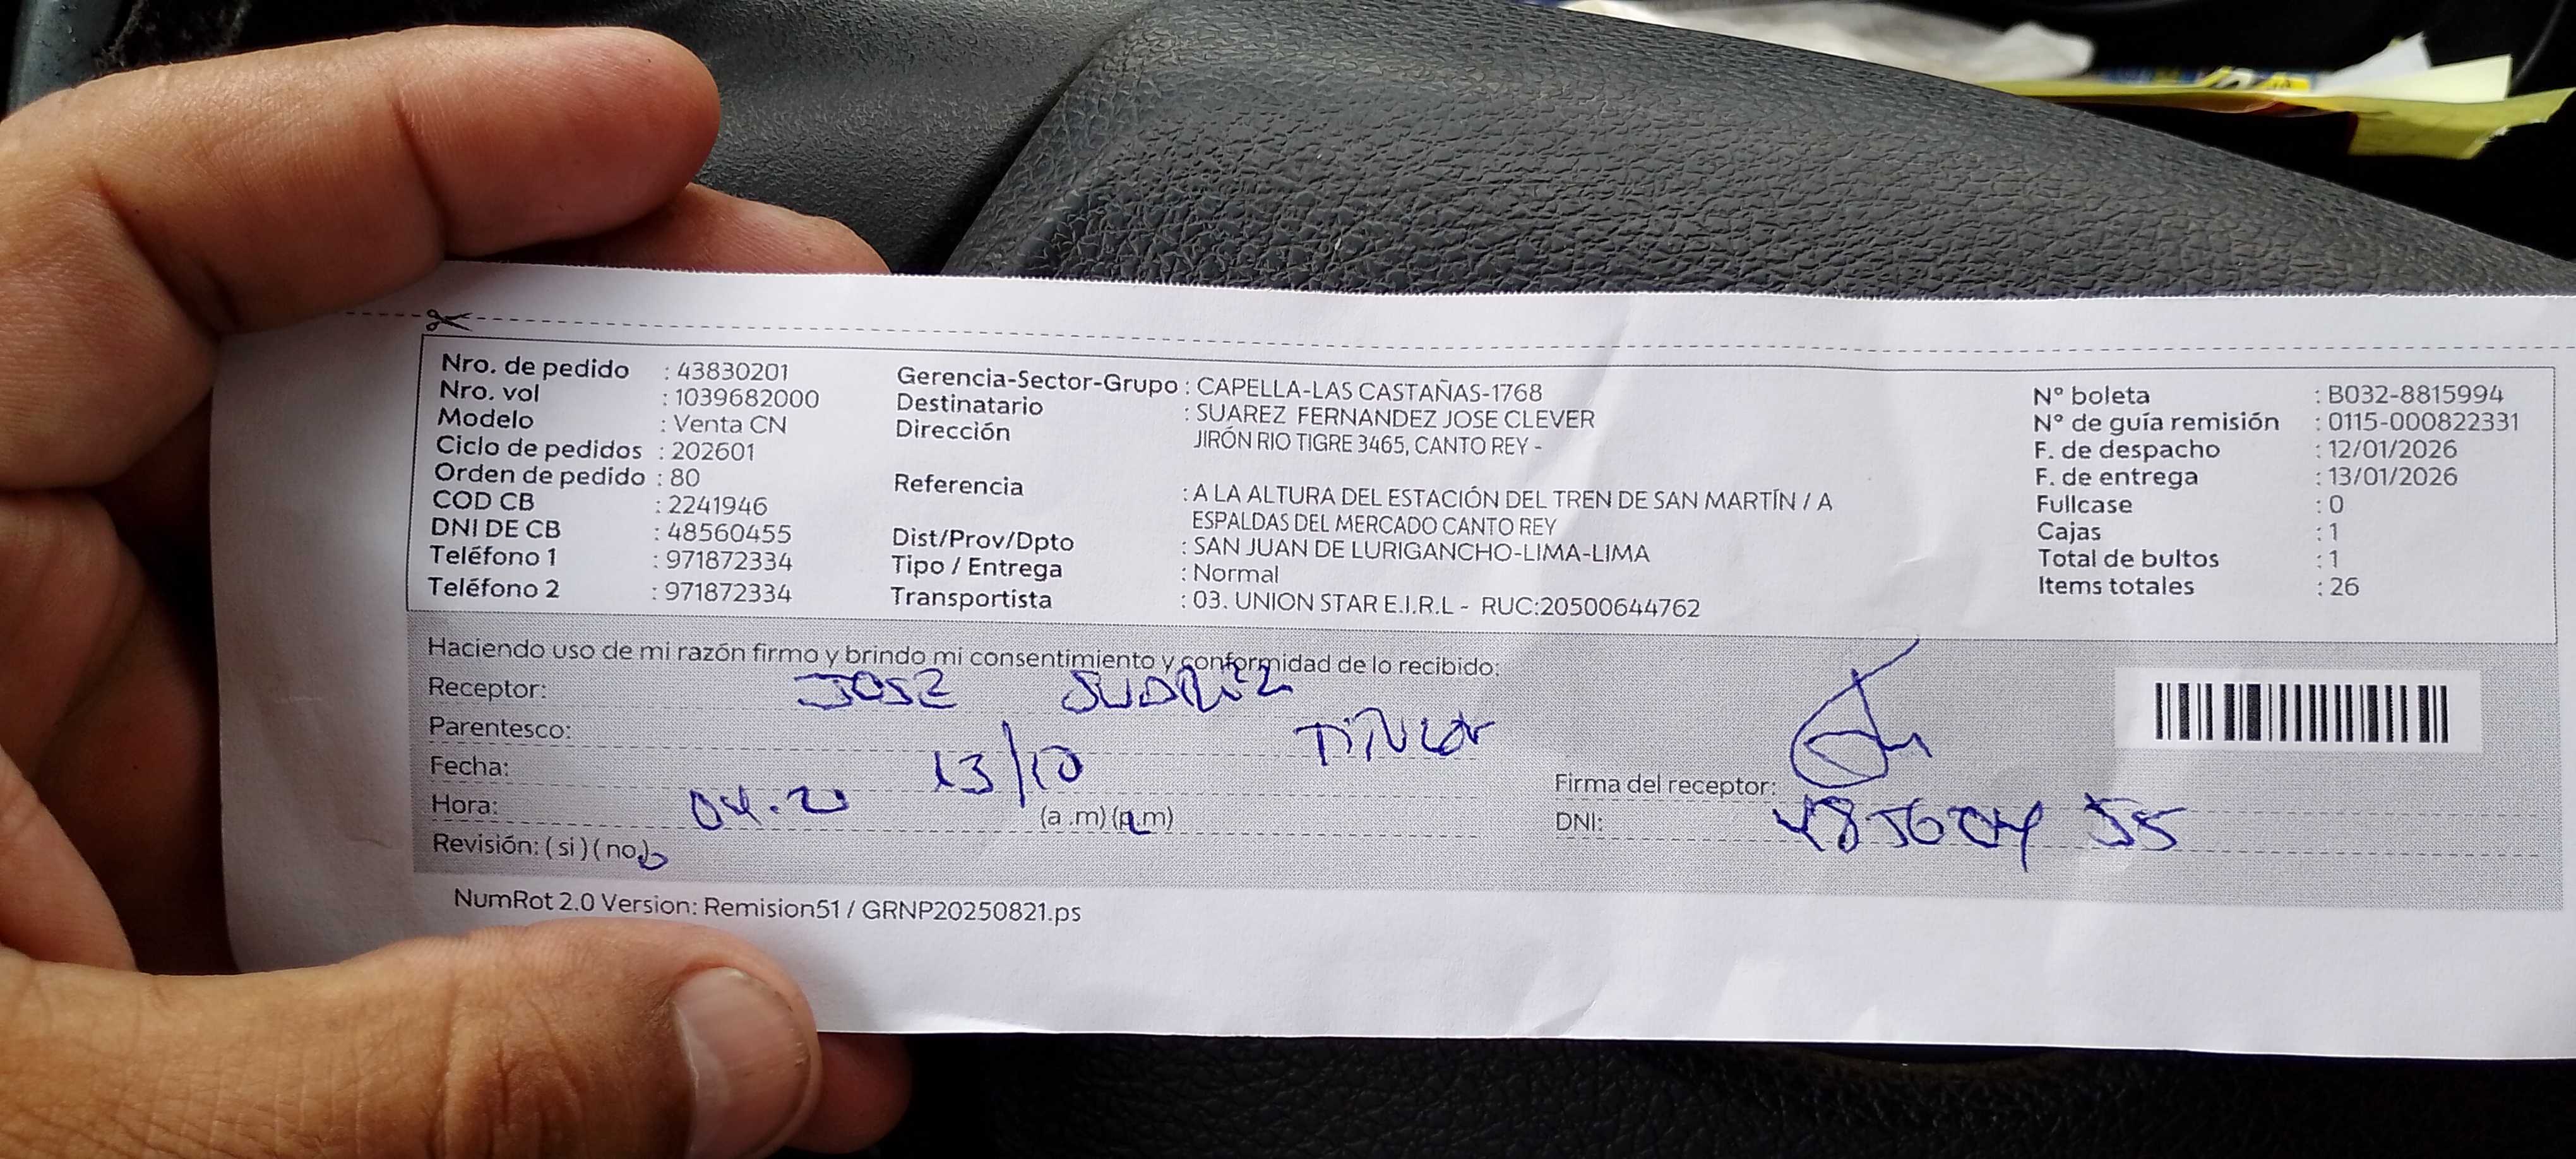 Nro. de pedido : 43830201
Nro. vol : 1039682000
Modelo : Venta CN
Ciclo de pedidos : 202601
Orden de pedido : 80
COD CB : 2241946
DNI DE CB : 48560455
Teléfono 1 : 971872334
Teléfono 2 : 971872334
Gerencia-Sector-Grupo : CAPELLA-LAS CASTAÑAS-1768
Destinatario : SUAREZ FERNANDEZ JOSE CLEVER
Dirección JIRÓN RIO TIGRE 3465, CANTO REY -
Referencia : A LA ALTURA DEL ESTACIÓN DEL TREN DE SAN MARTÍN / A
ESPALDAS DEL MERCADO CANTO REY
Dist/Prov/Dpto : SAN JUAN DE LURIGANCHO-LIMA-LIMA
Tipo / Entrega : Normal
Transportista : 03. UNION STAR E.I.R.L - RUC:20500644762
N° boleta : B032-8815994
N° de guía remisión : 0115-000822331
F. de despacho : 12/01/2026
F. de entrega : 13/01/2026
Fullcase : 0
Cajas : 1
Total de bultos : 1
Items totales : 26
Haciendo uso de mi razón firmo y brindo mi consentimiento y conformidad de lo recibido:
Receptor: JOSE SUAREZ
Parentesco:
Fecha: 13/10
Hora: 04.20 (a .m) (p.m)
Revisión: ( si ) ( no )
Firma del receptor:
DNI: 48560455
NumRot 2.0 Version: Remision51 / GRNP20250821.ps